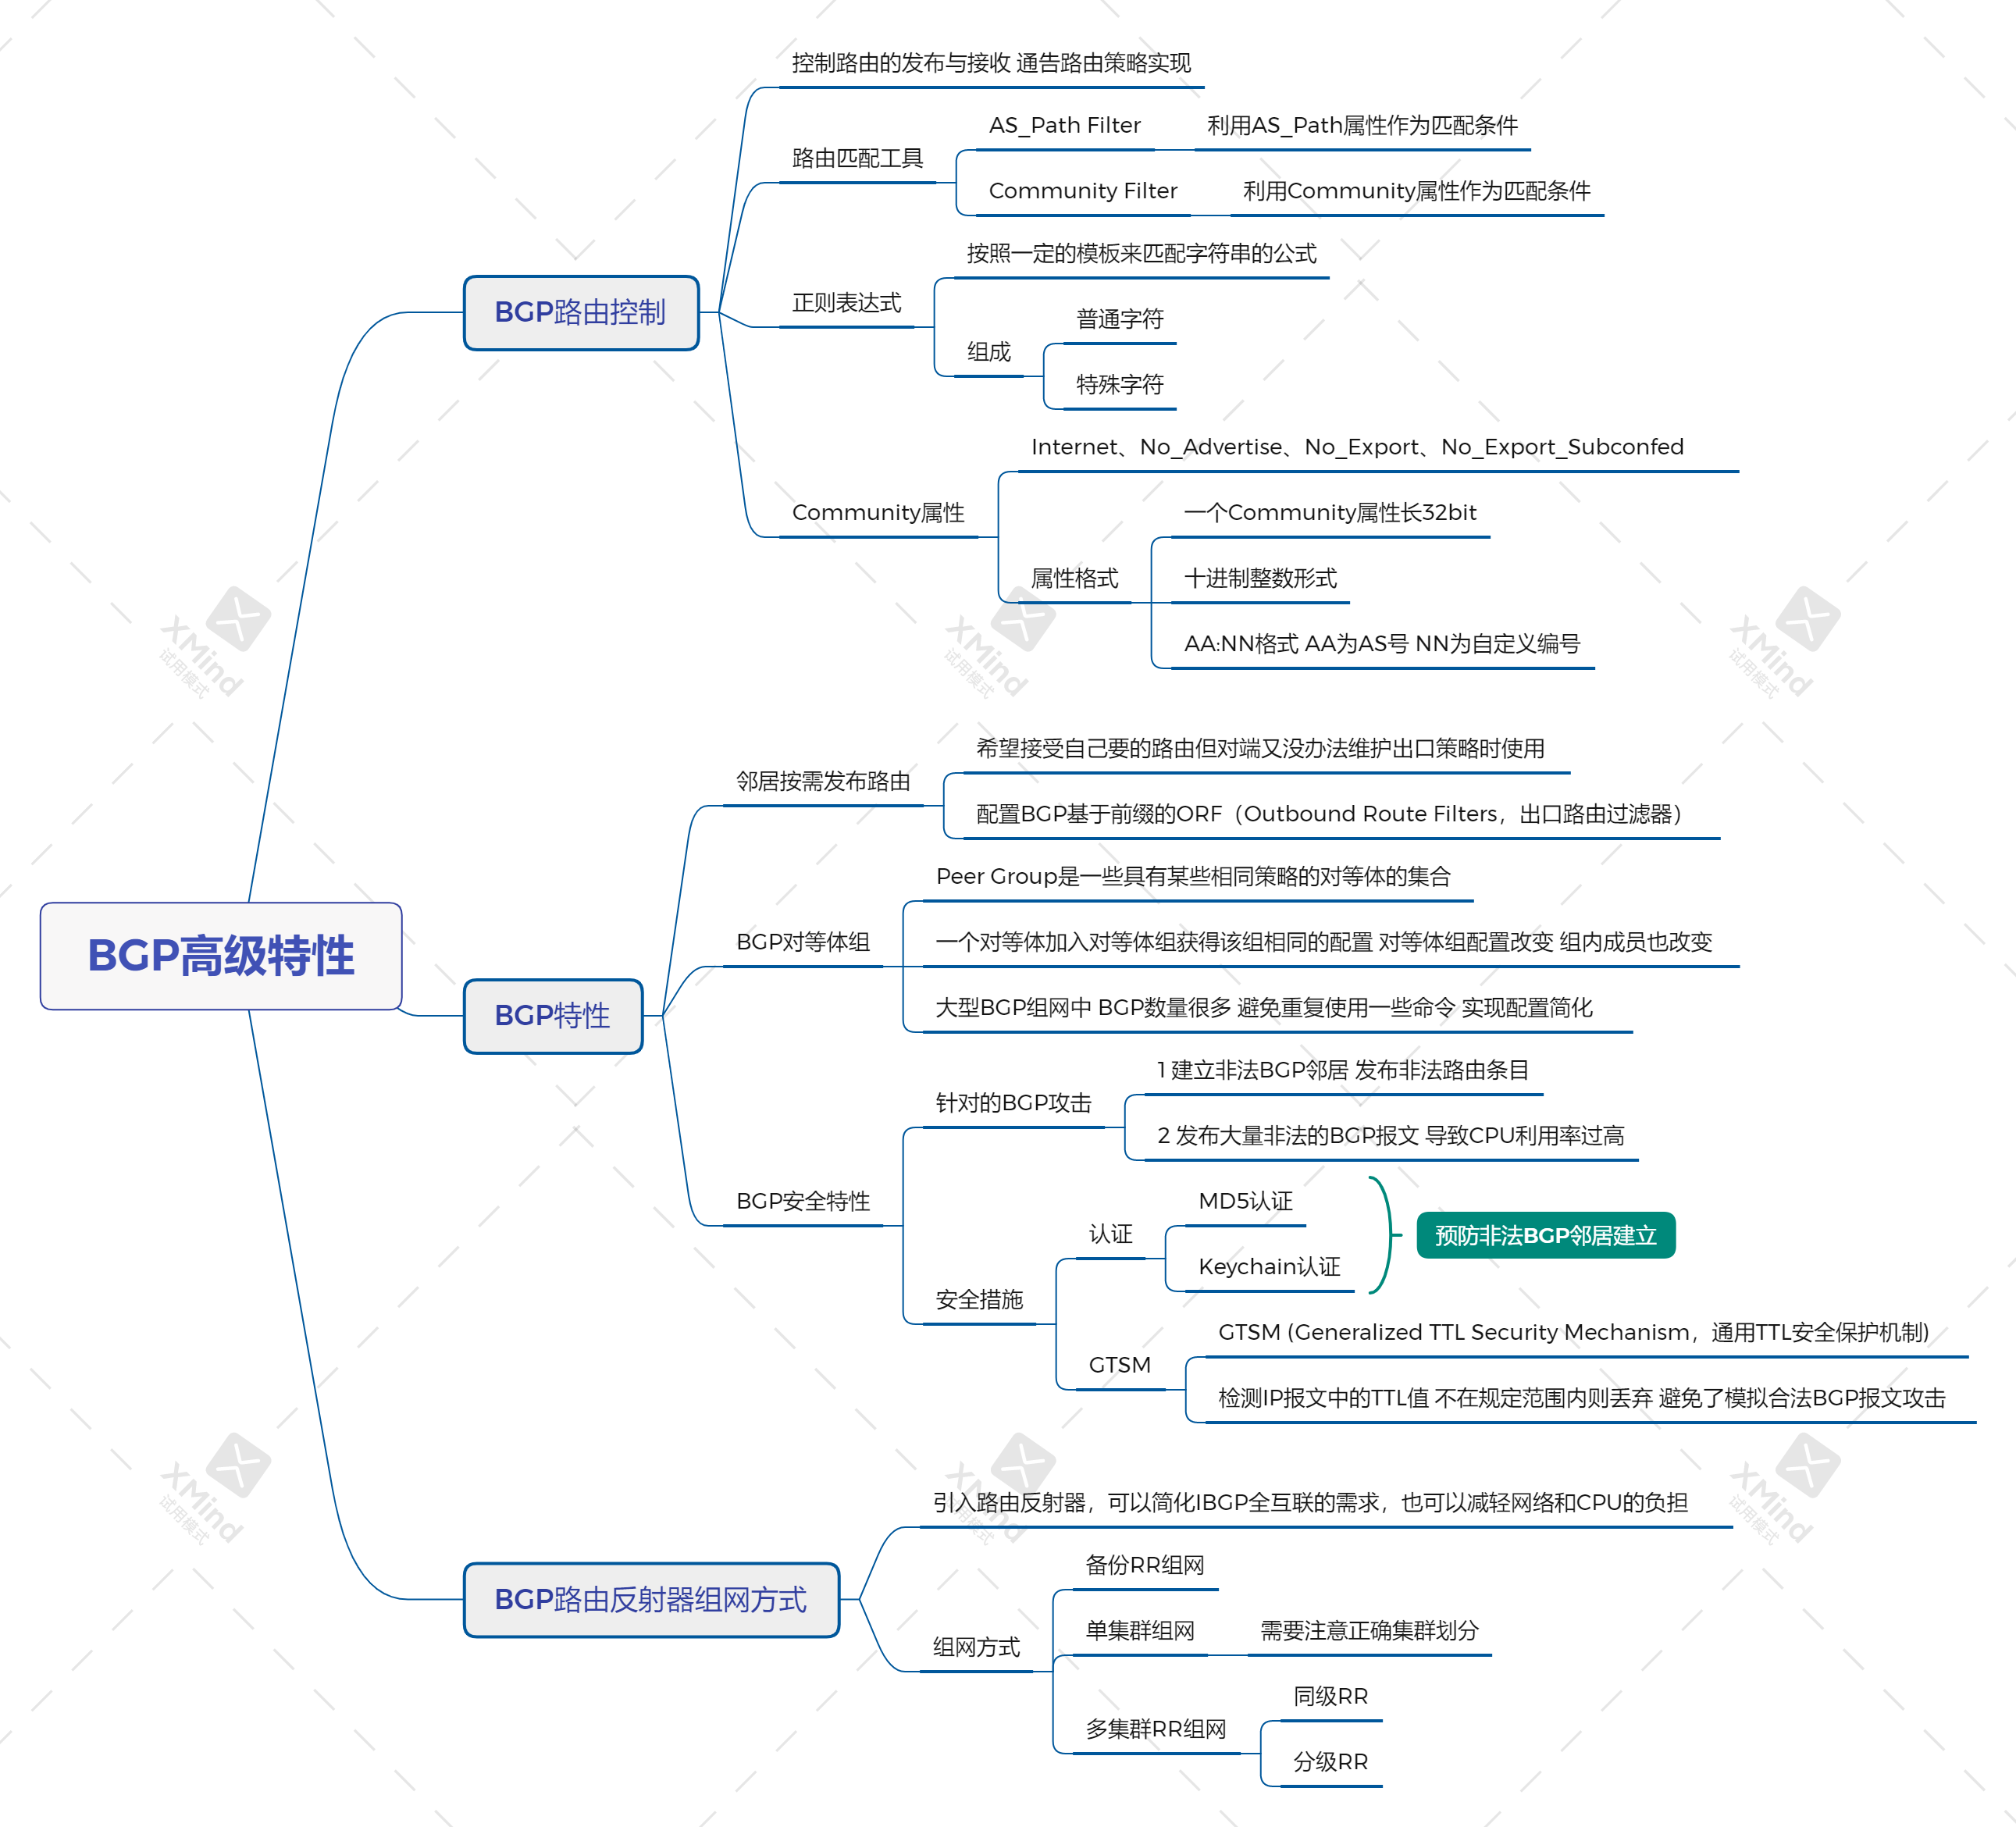 控制路由的发布与接收 通告路由策略实现
AS_Path Filter
利用AS_Path属性作为匹配条件
路由匹配工具
Community Filter
利用Community属性作为匹配条件
按照一定的模板来匹配字符串的公式
BGP路由控制
正则表达式
普通字符
组成
特殊字符
Internet、No_Advertise、No_Export、No_Export_Subconfed
Community属性
一个Community属性长32bit
属性格式
十进制整数形式
AA:NN格式 AA为AS号 NN为自定义编号
XMind
试用模式
XMind
试用模式
XMind
试用模式
希望接受自己要的路由但对端又没办法维护出口策略时使用
邻居按需发布路由
配置BGP基于前缀的ORF（Outbound Route Filters，出口路由过滤器）
Peer Group是一些具有某些相同策略的对等体的集合
BGP高级特性
BGP对等体组
一个对等体加入对等体组获得该组相同的配置 对等体组配置改变 组内成员也改变
BGP特性
大型BGP组网中 BGP数量很多 避免重复使用一些命令 实现配置简化
1 建立非法BGP邻居 发布非法路由条目
针对的BGP攻击
2 发布大量非法的BGP报文 导致CPU利用率过高
BGP安全特性
MD5认证
认证
预防非法BGP邻居建立
Keychain认证
安全措施
GTSM (Generalized TTL Security Mechanism，通用TTL安全保护机制)
GTSM
检测IP报文中的TTL值 不在规定范围内则丢弃 避免了模拟合法BGP报文攻击
XMind
试用模式
XMind
试用模式
XMind
试用模式
引入路由反射器，可以简化IBGP全互联的需求，也可以减轻网络和CPU的负担
备份RR组网
BGP路由反射器组网方式
单集群组网
需要注意正确集群划分
组网方式
同级RR
多集群RR组网
分级RR